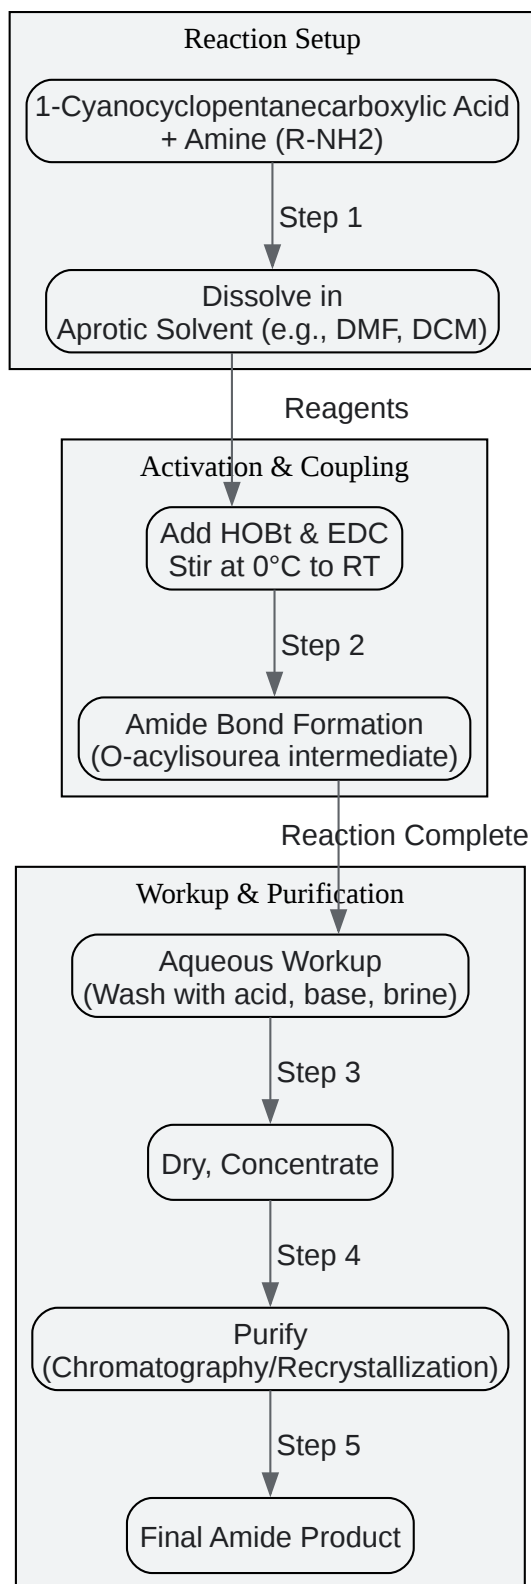 Reaction Setup
1-Cyanocyclopentanecarboxylic Acid
+ Amine (R-NH2)
Step 1
Dissolve in
Aprotic Solvent (e.g., DMF, DCM)
Reagents
Activation & Coupling
Add HOBt & EDC
Stir at 0°C to RT
Step 2
Amide Bond Formation
(O-acylisourea intermediate)
Reaction Complete
Workup & Purification
Aqueous Workup
(Wash with acid, base, brine)
Step 3
Dry, Concentrate
Step 4
Purify
(Chromatography/Recrystallization)
Step 5
Final Amide Product